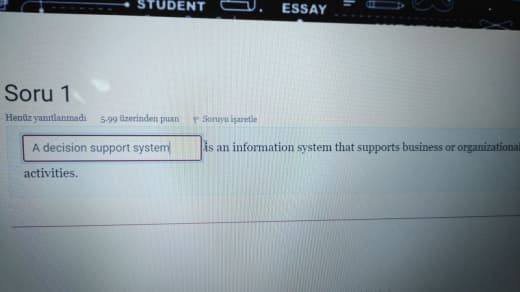 STUDENT
ESSAY
Soru 1
Henüz yanıtlanmadı 5,99 üzerinden puan Soruyu işaretle
A decision support system is an information system that supports business or organizational
activities.